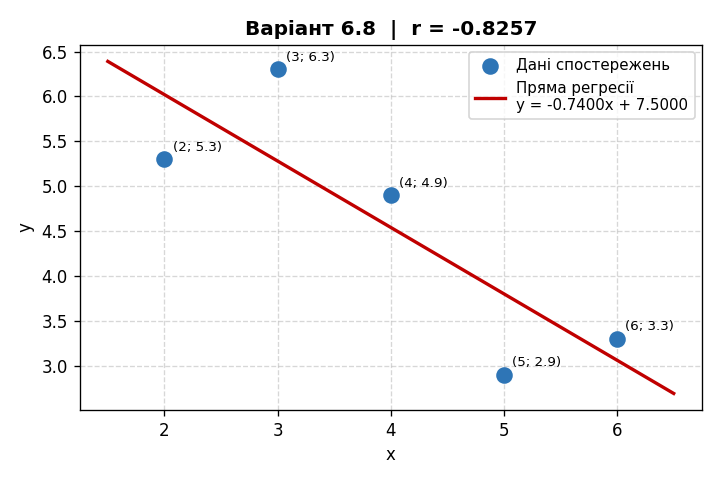 Варіант 6.8 | r = -0.8257
Дані спостережень
Пряма регресії
y = -0.7400x + 7.5000
(3; 6.3)
(2; 5.3)
(4; 4.9)
(6; 3.3)
(5; 2.9)
6.5
6.0
5.5
5.0
4.5
4.0
3.5
3.0
y
2 3 4 5 6
x